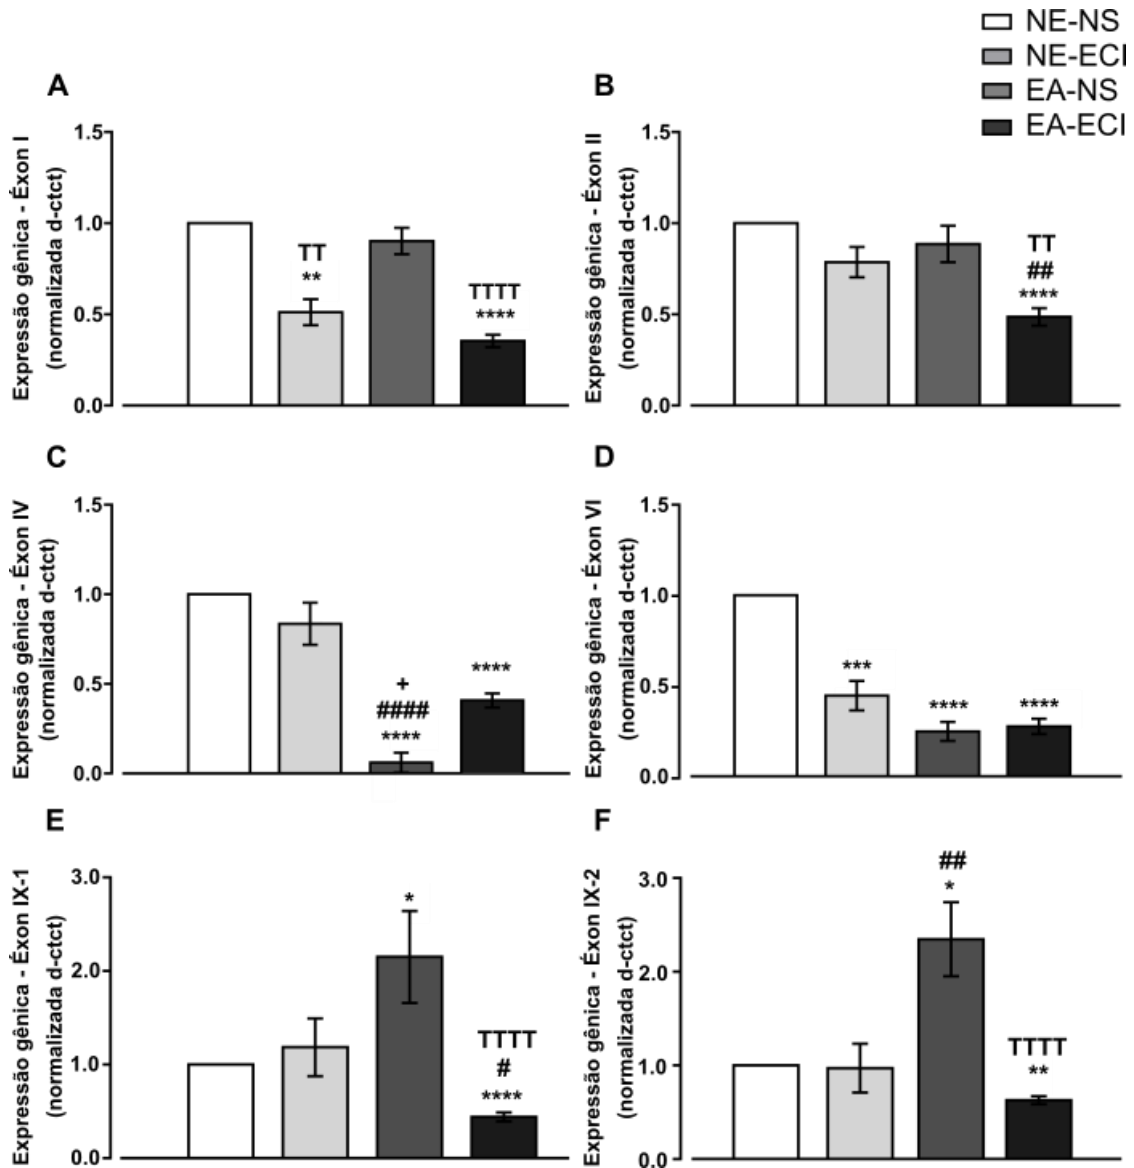 NE-NS
NE-ECI
EA-NS
EA-ECI
A
Expressão gênica - Éxon I
(normalizada d-ctct)
1.5
1.0
0.5
0.0
TT
**
TTTT
****
B
Expressão gênica - Éxon II
(normalizada d-ctct)
1.5
1.0
0.5
0.0
TT
##
****
C
Expressão gênica - Éxon IV
(normalizada d-ctct)
1.5
1.0
0.5
0.0
+
####
****
****
D
Expressão gênica - Éxon VI
(normalizada d-ctct)
1.5
1.0
0.5
0.0
***
****
****
E
Expressão gênica - Éxon IX-1
(normalizada d-ctct)
3.0
2.0
1.0
0.0
*
TTTT
#
****
F
Expressão gênica - Éxon IX-2
(normalizada d-ctct)
3.0
2.0
1.0
0.0
##
*
TTTT
**